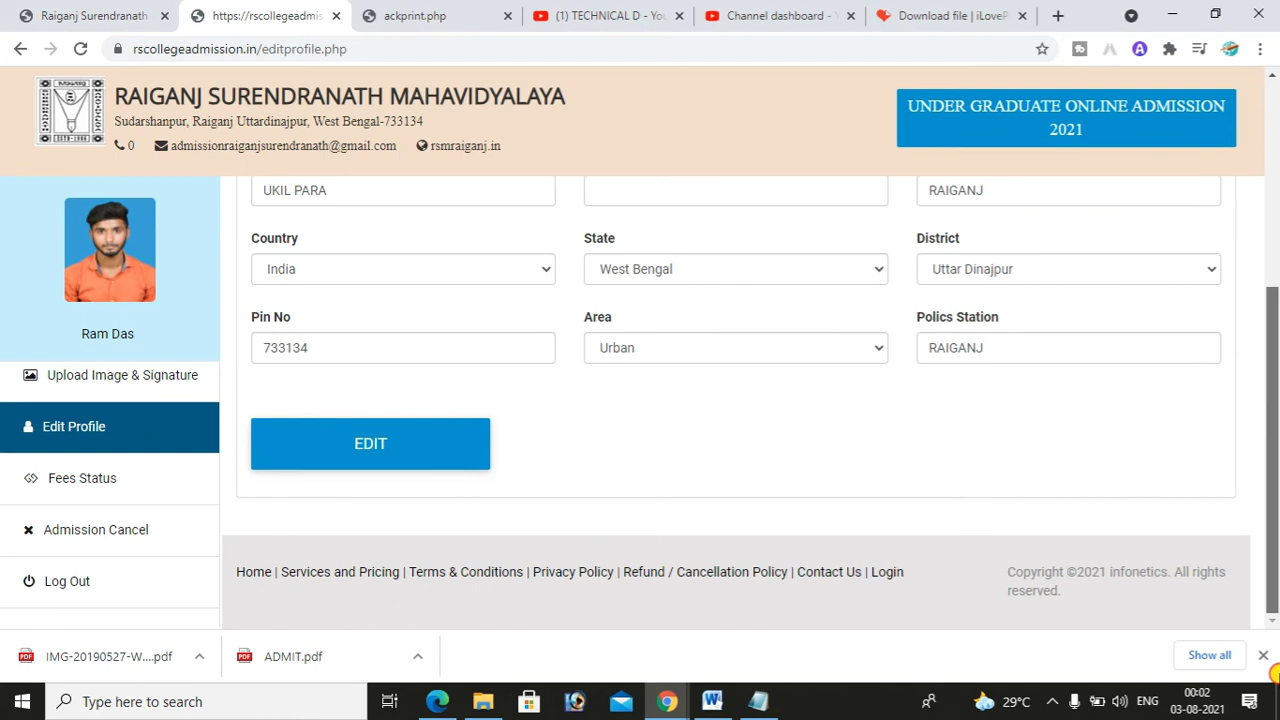 Raiganj Surendranath
https://rscollegeadmis
ackprint.php
(1) TECHNICAL D - You
Channel dashboard - Y
Download file | iLoveP
rscollegeadmission.in/editprofile.php
RAIGANJ SURENDRANATH MAHAVIDYALAYA
Sudarshanpur, Raiganj Uttardinajpur, West Bengal-733134
0 admissionraiganjsurendranath@gmail.com rsmraiganj.in
UNDER GRADUATE ONLINE ADMISSION
2021
Ram Das
Upload Image & Signature
Edit Profile
Fees Status
Admission Cancel
Log Out
UKIL PARA
RAIGANJ
Country State District
India West Bengal Uttar Dinajpur
Pin No Area Polics Station
733134 Urban RAIGANJ
EDIT
Home | Services and Pricing | Terms & Conditions | Privacy Policy | Refund / Cancellation Policy | Contact Us | Login
Copyright ©2021 infonetics. All rights
reserved.
IMG-20190527-W....pdf
ADMIT.pdf
Show all
Type here to search
29°C
ENG
00:02
03-08-2021